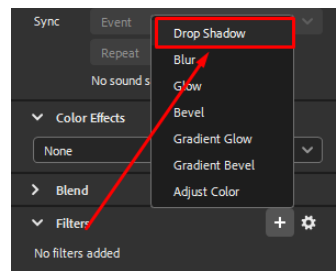 Sync Event
Drop Shadow
Repeat
Blur
No sound s
Glow
Color Effects
Bevel
None
Gradient Glow
Gradient Bevel
Blend
Adjust Color
Filters
No filters added